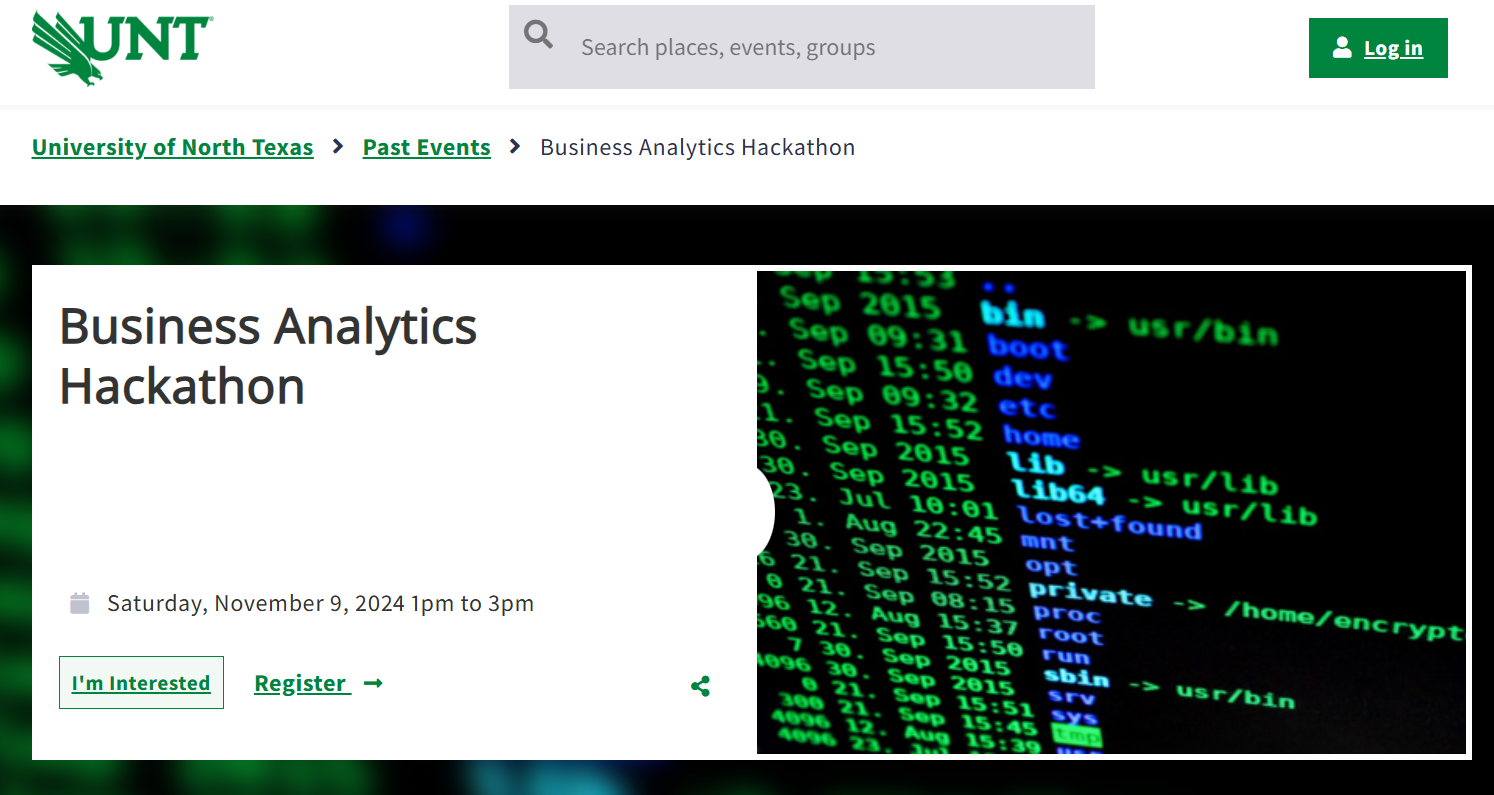 UNT
Search places, events, groups
Log in
University of North Texas > Past Events > Business Analytics Hackathon
Business Analytics
Hackathon
Saturday, November 9, 2024 1pm to 3pm
I'm Interested
Register →
Sep 15:53 ..
Sep 2015 bin -> usr/bin
. Sep 09:31 boot
. Sep 15:50 dev
9. Sep 09:32 etc
1. Sep 15:52 home
30. Sep 2015 lib -> usr/lib
30. Sep 2015 lib64 -> usr/lib
23. Jul 10:01 lost+found
1. Aug 22:45 mnt
30. Sep 2015 opt
21. Sep 15:52 private -> /home/encrypt
0 21. Sep 08:15 proc
96 12. Aug 15:37 root
560 21. Sep 15:50 run
7 30. Sep 2015 sbin -> usr/bin
4096 30. Sep 2015 srv
0 21. Sep 15:51 sys
300 21. Sep 15:45 tmp
4096 12. Aug 15:39
4096 23. Jul